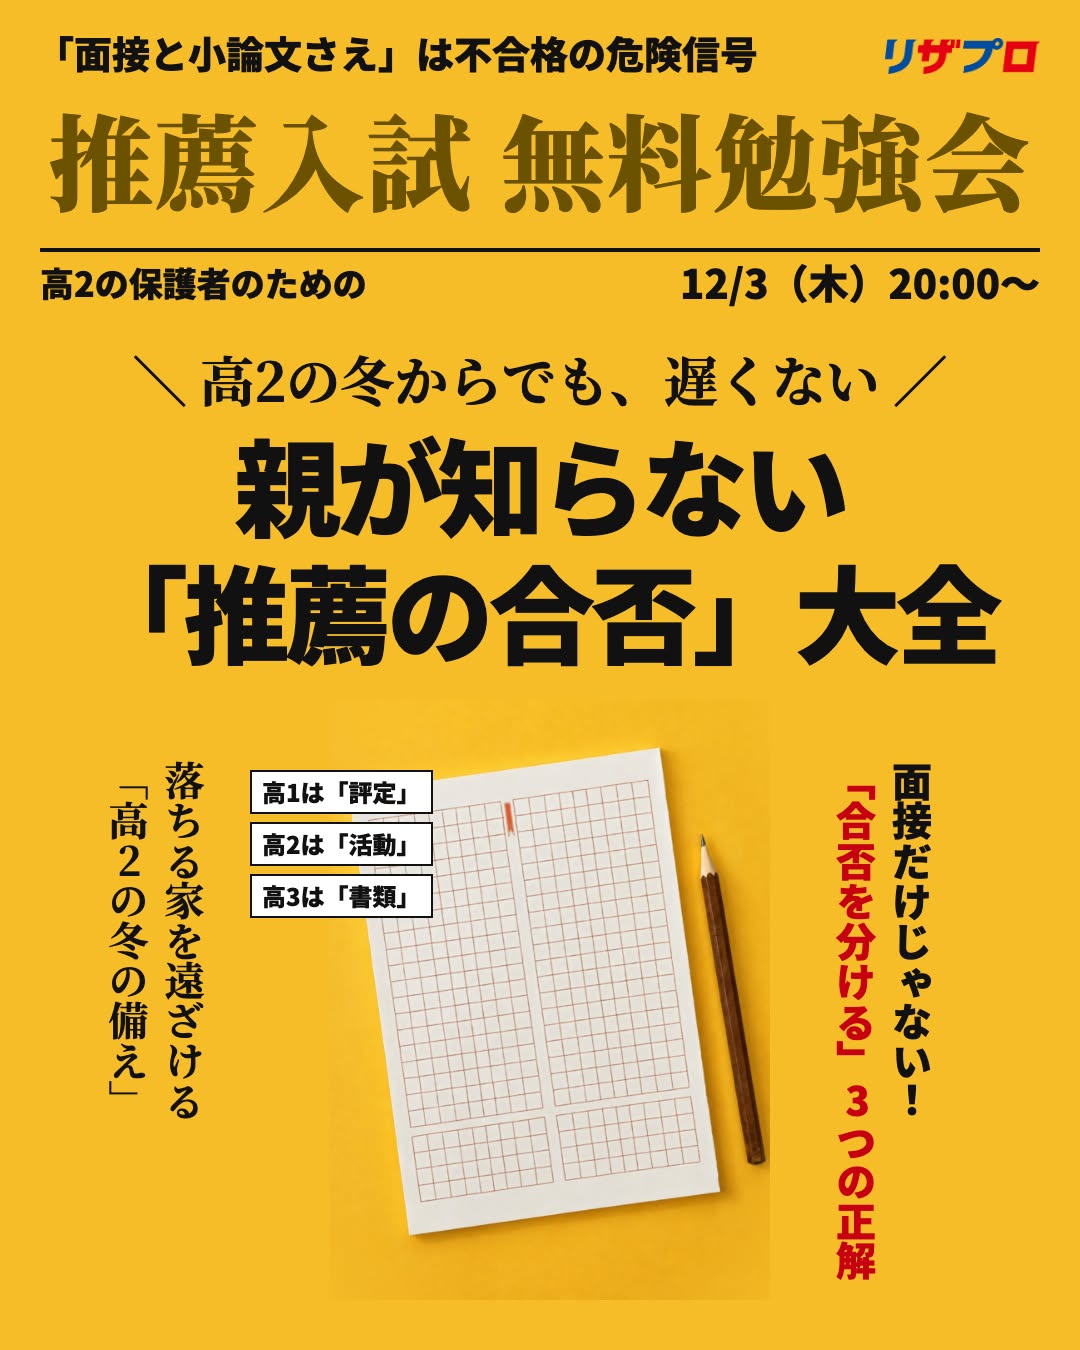 「面接と小論文さえ」は不合格の危険信号
リザプロ
推薦入試 無料勉強会
高2の保護者のための
12/3（木）20:00〜
＼ 高2の冬からでも、遅くない ／
親が知らない
「推薦の合否」大全
面接だけじゃない！
「合否を分ける」3つの正解
高1は「評定」
高2は「活動」
高3は「書類」
落ちる家を遠ざける
「高2の冬の備え」